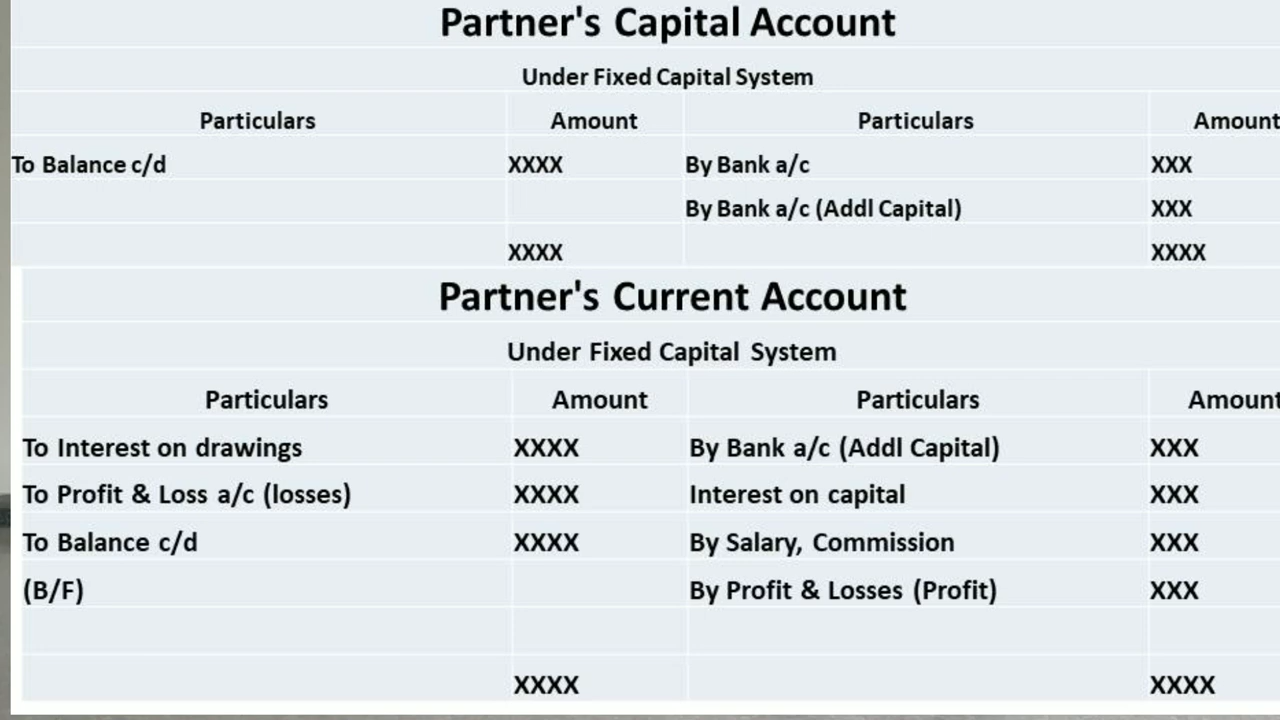 Partner's Capital Account
Under Fixed Capital System
Particulars Amount Particulars Amount
To Balance c/d XXXX By Bank a/c XXX
By Bank a/c (Addl Capital) XXX
XXXX XXXX
Partner's Current Account
Under Fixed Capital System
Particulars Amount Particulars Amount
To Interest on drawings XXXX By Bank a/c (Addl Capital) XXX
To Profit & Loss a/c (losses) XXXX Interest on capital XXX
To Balance c/d XXXX By Salary, Commission XXX
(B/F) By Profit & Losses (Profit) XXX
XXXX XXXX